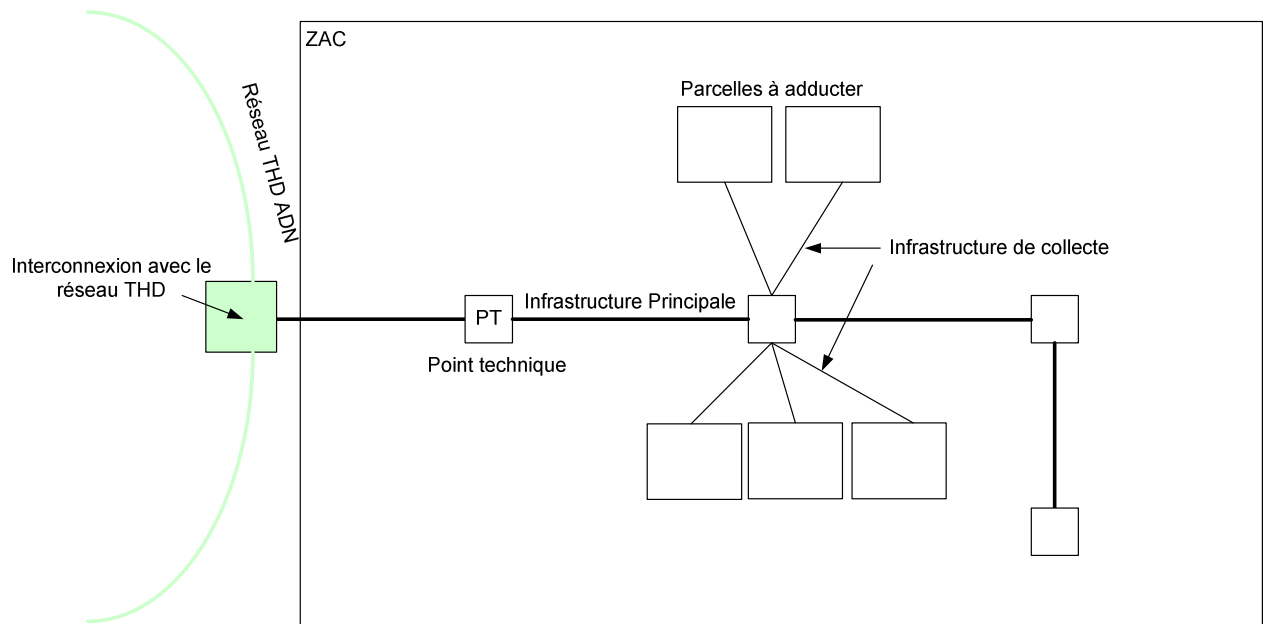 ZAC
Parcelles à adducter
Réseau THD ADN
Infrastructure de collecte
Interconnexion avec le
réseau THD
Infrastructure Principale
PT
Point technique